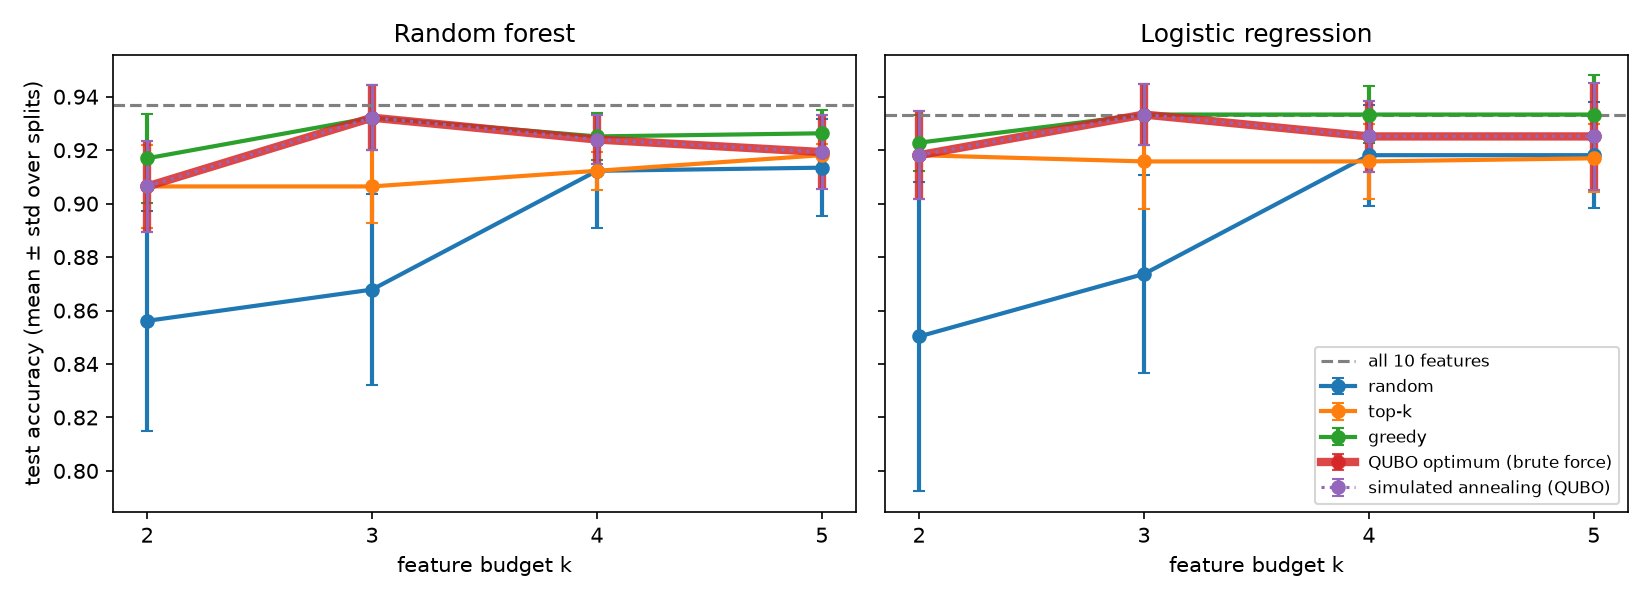 Random forest
Logistic regression
test accuracy (mean ± std over splits)
0.94
0.92
0.90
0.88
0.86
0.84
0.82
0.80
2 3 4 5
feature budget k
2 3 4 5
feature budget k
all 10 features
random
top-k
greedy
QUBO optimum (brute force)
simulated annealing (QUBO)